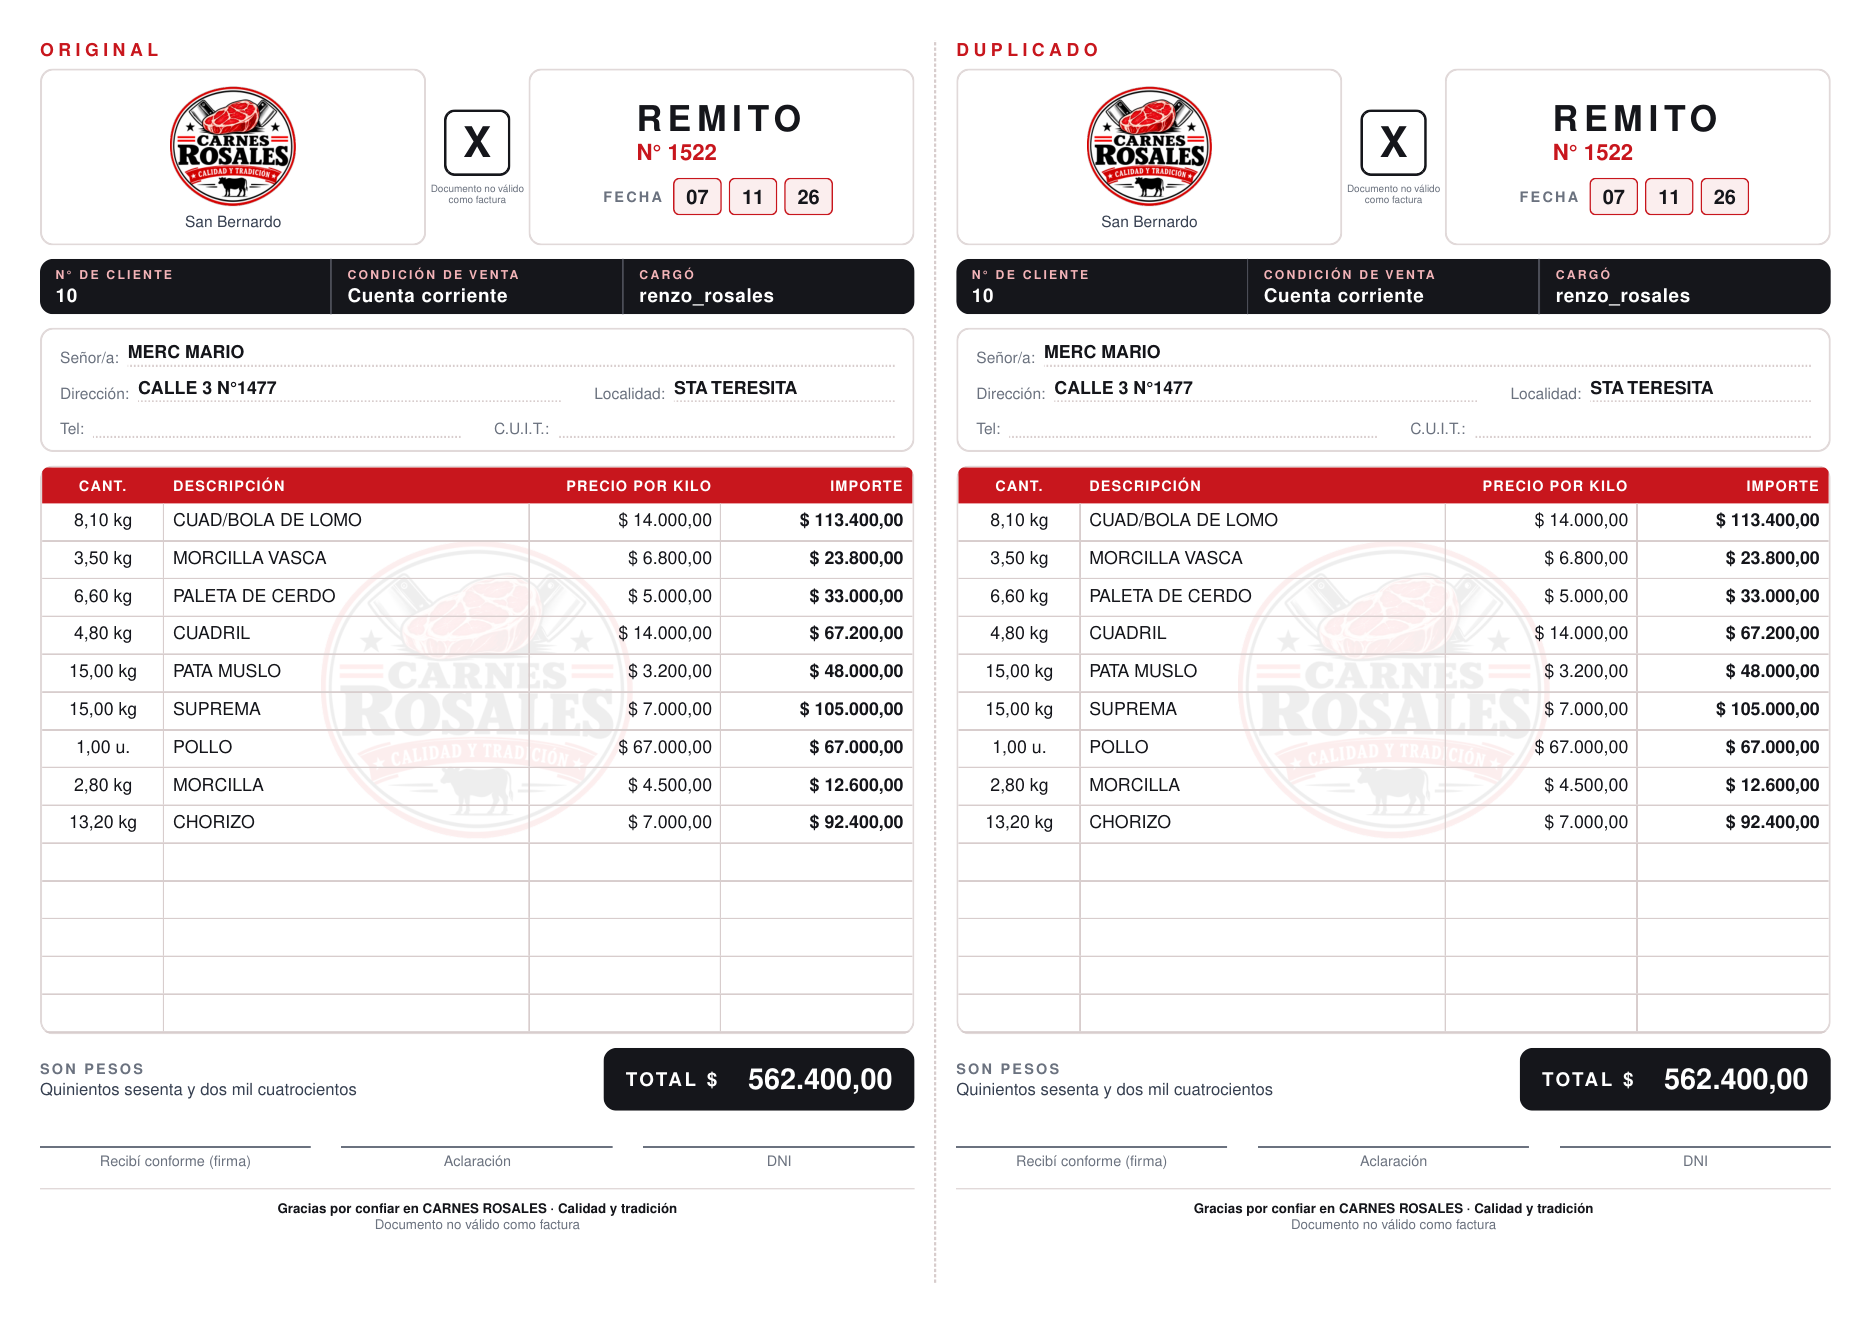 ORIGINAL
CARNES
ROSALES
CALIDAD Y TRADICIÓN
San Bernardo
X
Documento no válido
como factura
REMITO
N° 1522
FECHA 07 11 26
N° DE CLIENTE CONDICIÓN DE VENTA CARGÓ
10 Cuenta corriente renzo_rosales
Señor/a: MERC MARIO
Dirección: CALLE 3 N°1477 Localidad: STA TERESITA
Tel: C.U.I.T.:
CANT. DESCRIPCIÓN PRECIO POR KILO IMPORTE
8,10 kg CUAD/BOLA DE LOMO $ 14.000,00 $ 113.400,00
3,50 kg MORCILLA VASCA $ 6.800,00 $ 23.800,00
6,60 kg PALETA DE CERDO $ 5.000,00 $ 33.000,00
4,80 kg CUADRIL $ 14.000,00 $ 67.200,00
15,00 kg PATA MUSLO $ 3.200,00 $ 48.000,00
15,00 kg SUPREMA $ 7.000,00 $ 105.000,00
1,00 u. POLLO $ 67.000,00 $ 67.000,00
2,80 kg MORCILLA $ 4.500,00 $ 12.600,00
13,20 kg CHORIZO $ 7.000,00 $ 92.400,00
CARNES
ROSALES
CALIDAD Y TRADICIÓN
SON PESOS
Quinientos sesenta y dos mil cuatrocientos
TOTAL $ 562.400,00
Recibí conforme (firma) Aclaración DNI
Gracias por confiar en CARNES ROSALES · Calidad y tradición
Documento no válido como factura
DUPLICADO
CARNES
ROSALES
CALIDAD Y TRADICIÓN
San Bernardo
X
Documento no válido
como factura
REMITO
N° 1522
FECHA 07 11 26
N° DE CLIENTE CONDICIÓN DE VENTA CARGÓ
10 Cuenta corriente renzo_rosales
Señor/a: MERC MARIO
Dirección: CALLE 3 N°1477 Localidad: STA TERESITA
Tel: C.U.I.T.:
CANT. DESCRIPCIÓN PRECIO POR KILO IMPORTE
8,10 kg CUAD/BOLA DE LOMO $ 14.000,00 $ 113.400,00
3,50 kg MORCILLA VASCA $ 6.800,00 $ 23.800,00
6,60 kg PALETA DE CERDO $ 5.000,00 $ 33.000,00
4,80 kg CUADRIL $ 14.000,00 $ 67.200,00
15,00 kg PATA MUSLO $ 3.200,00 $ 48.000,00
15,00 kg SUPREMA $ 7.000,00 $ 105.000,00
1,00 u. POLLO $ 67.000,00 $ 67.000,00
2,80 kg MORCILLA $ 4.500,00 $ 12.600,00
13,20 kg CHORIZO $ 7.000,00 $ 92.400,00
CARNES
ROSALES
CALIDAD Y TRADICIÓN
SON PESOS
Quinientos sesenta y dos mil cuatrocientos
TOTAL $ 562.400,00
Recibí conforme (firma) Aclaración DNI
Gracias por confiar en CARNES ROSALES · Calidad y tradición
Documento no válido como factura